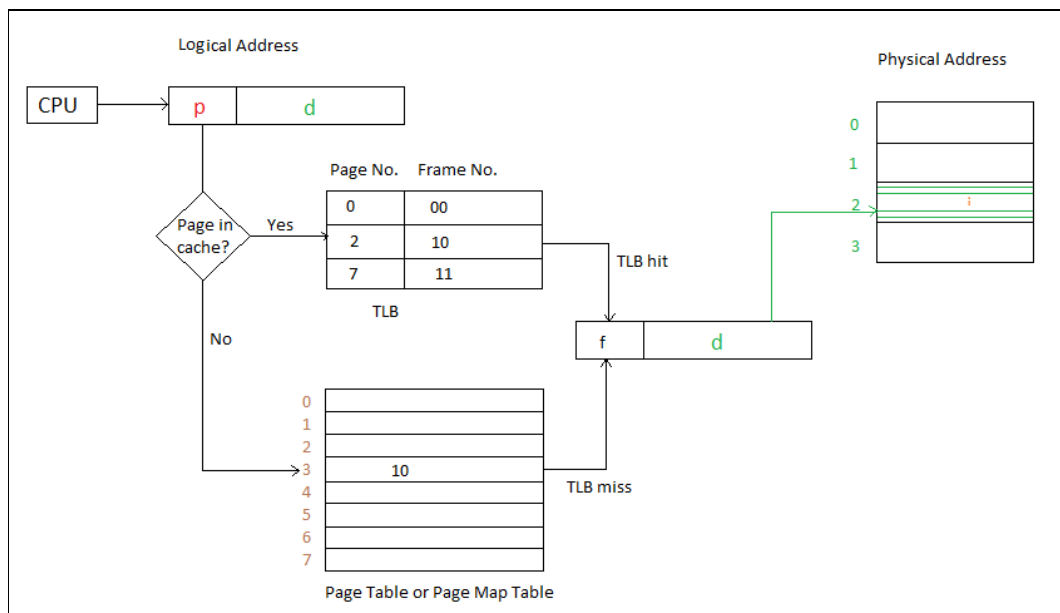 Logical Address
Physical Address
CPU
p
d
0
1
2
i
3
Page No.
Frame No.
0
00
2
10
7
11
TLB
Page in
cache?
Yes
No
TLB hit
f
d
0
1
2
3
10
4
5
6
7
TLB miss
Page Table or Page Map Table